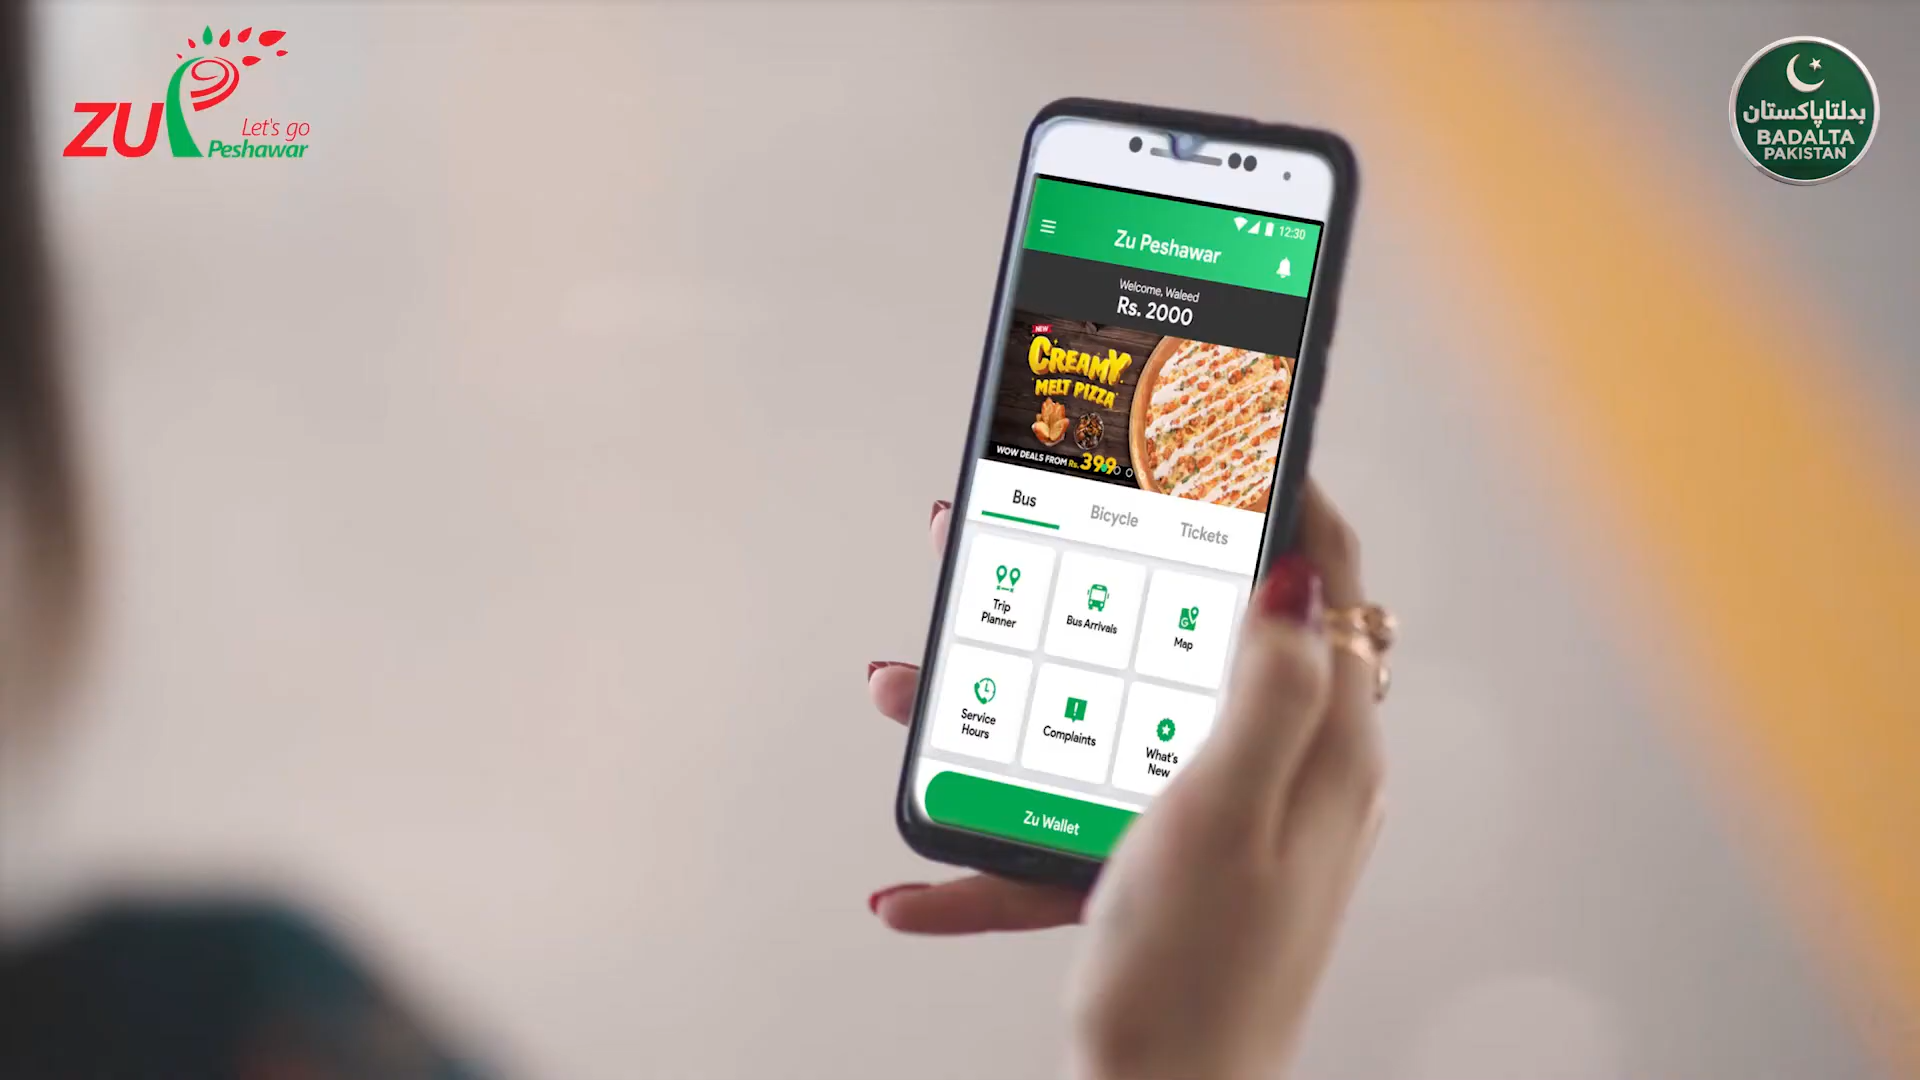 ZU
Let's go
Peshawar
بدلتا پاکستان
BADALTA
PAKISTAN
12:30
Zu Peshawar
Welcome, Waleed
Rs. 2000
NEW
CREAMY
MELT PIZZA
WOW DEALS FROM Rs. 399
Bus
Bicycle
Tickets
Trip
Planner
Bus Arrivals
G
Map
Service
Hours
Complaints
What's
New
Zu Wallet